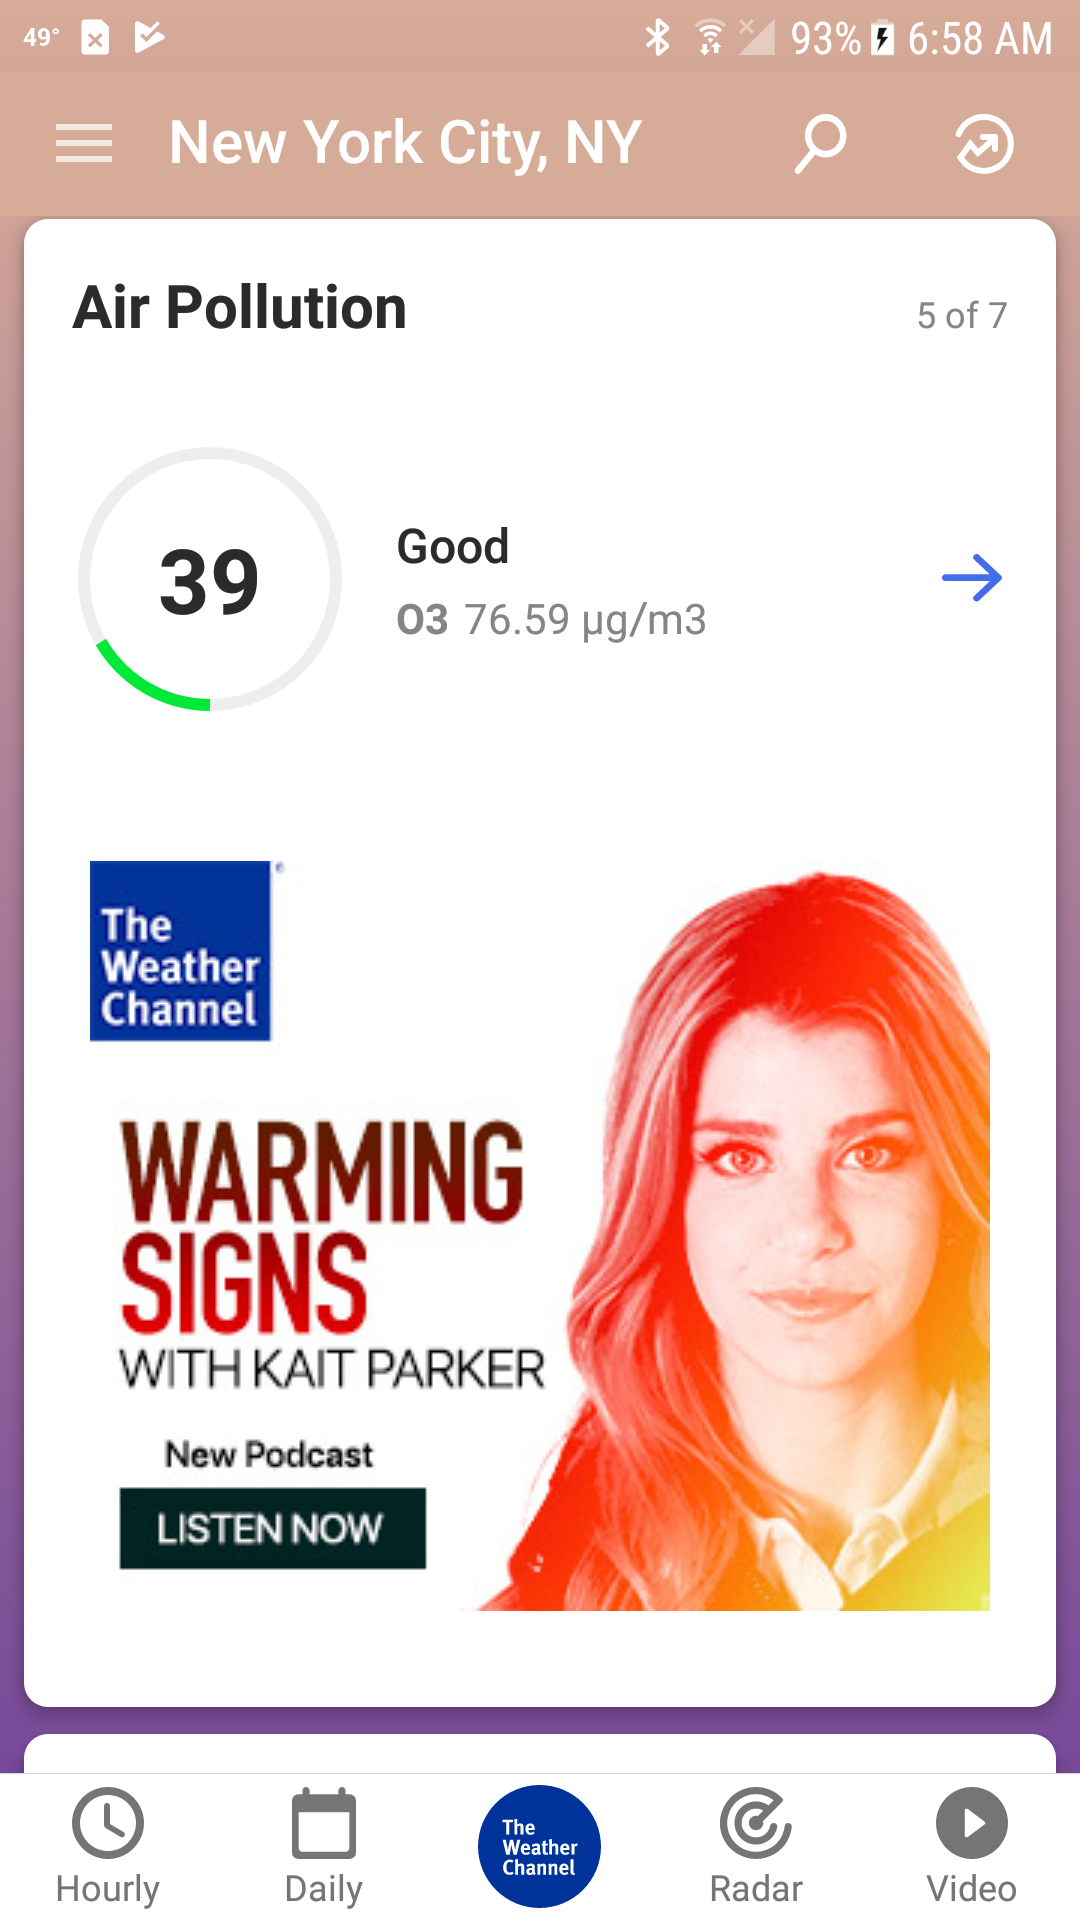 49° 93% 6:58 AM
New York City, NY
Air Pollution 5 of 7
39
Good
O3 76.59 µg/m3
The
Weather
Channel
WARMING
SIGNS
WITH KAIT PARKER
New Podcast
LISTEN NOW
The
Weather
Channel
Hourly Daily Radar Video